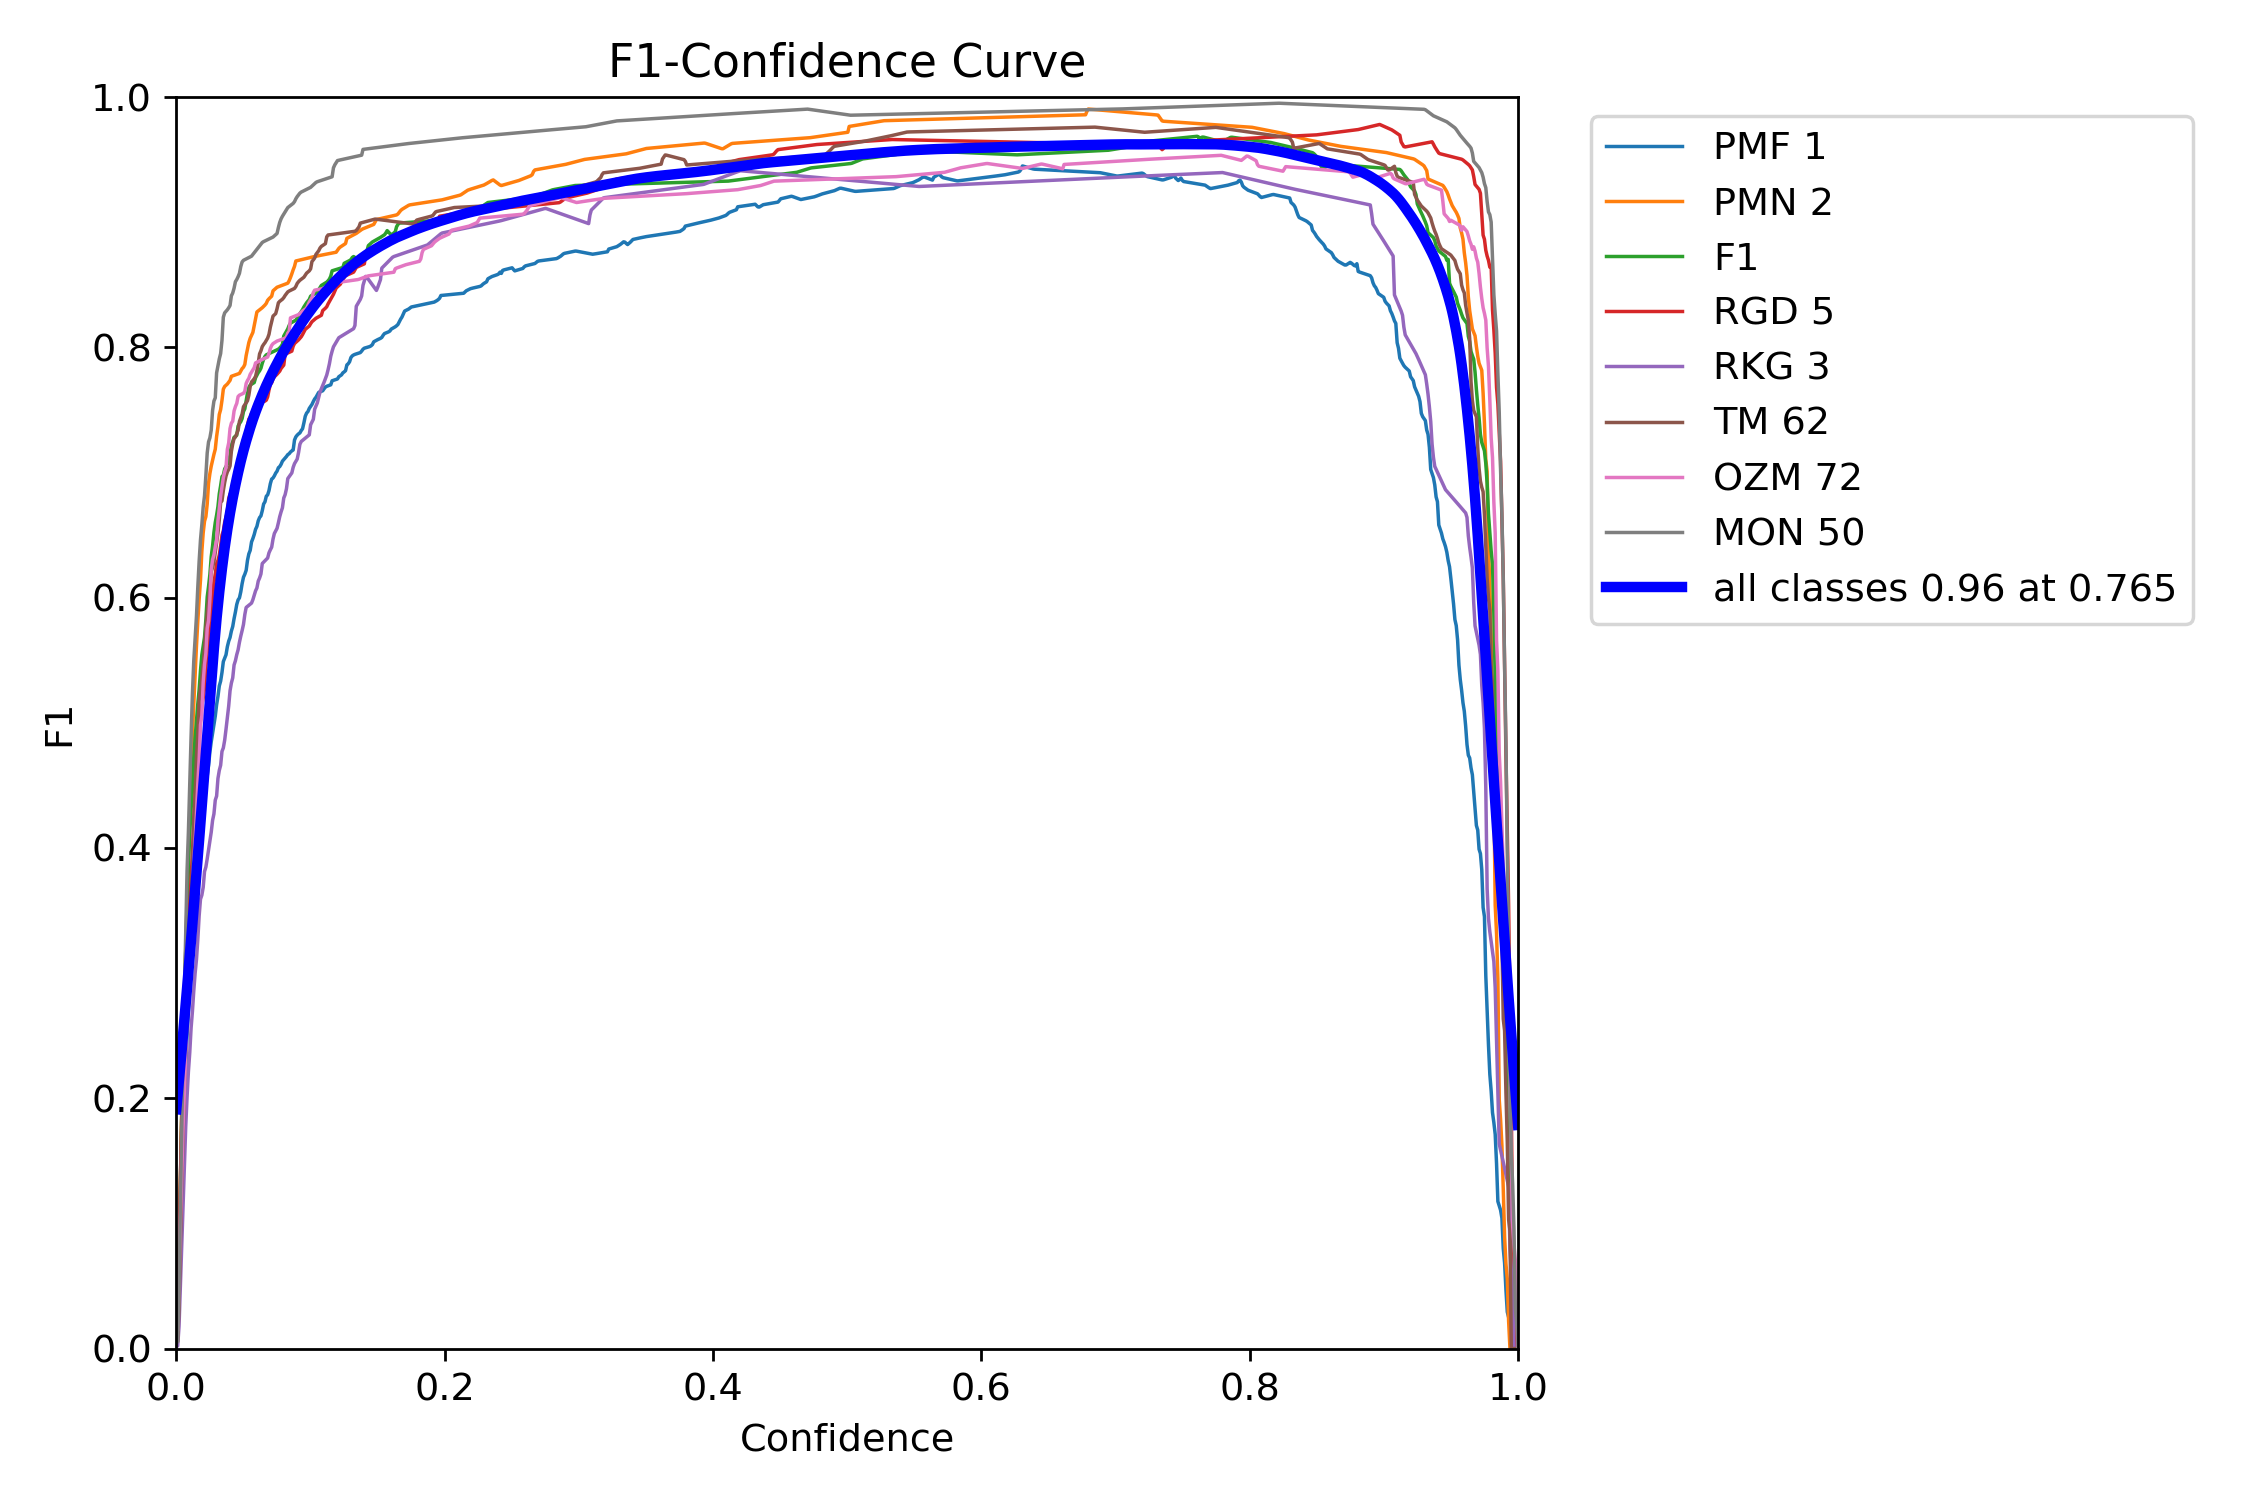 F1-Confidence Curve
1.0
0.8
0.6
0.4
0.2
0.0
F1
0.0 0.2 0.4 0.6 0.8 1.0
Confidence
PMF 1
PMN 2
F1
RGD 5
RKG 3
TM 62
OZM 72
MON 50
all classes 0.96 at 0.765